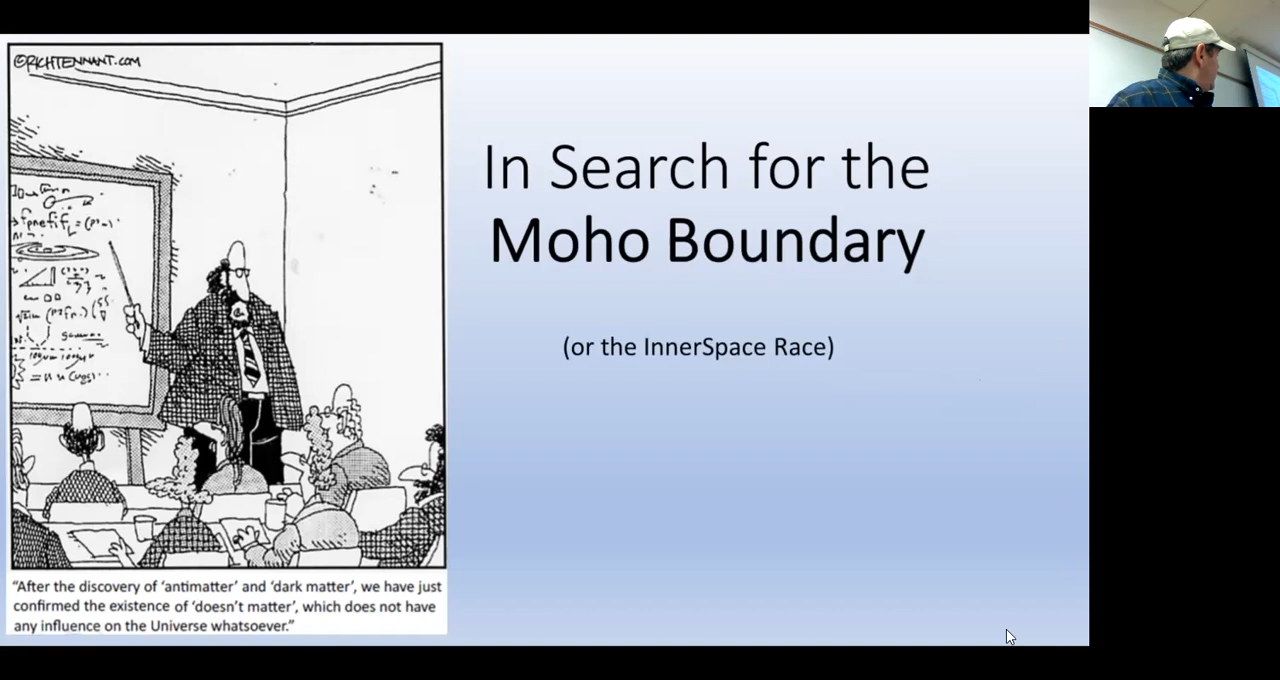 ©RICHTENNANT.COM
In Search for the
Moho Boundary
(or the InnerSpace Race)
“After the discovery of ‘antimatter’ and ‘dark matter’, we have just
confirmed the existence of ‘doesn’t matter’, which does not have
any influence on the Universe whatsoever.”